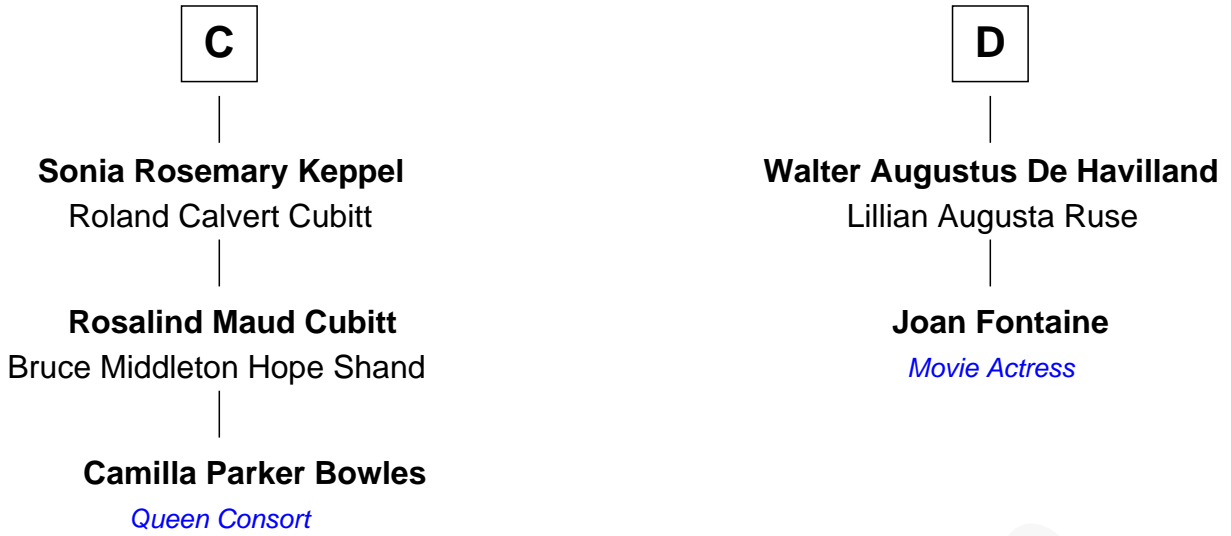 C
Sonia Rosemary Keppel
Roland Calvert Cubitt
Rosalind Maud Cubitt
Bruce Middleton Hope Shand
Camilla Parker Bowles
Queen Consort
D
Walter Augustus De Havilland
Lillian Augusta Ruse
Joan Fontaine
Movie Actress